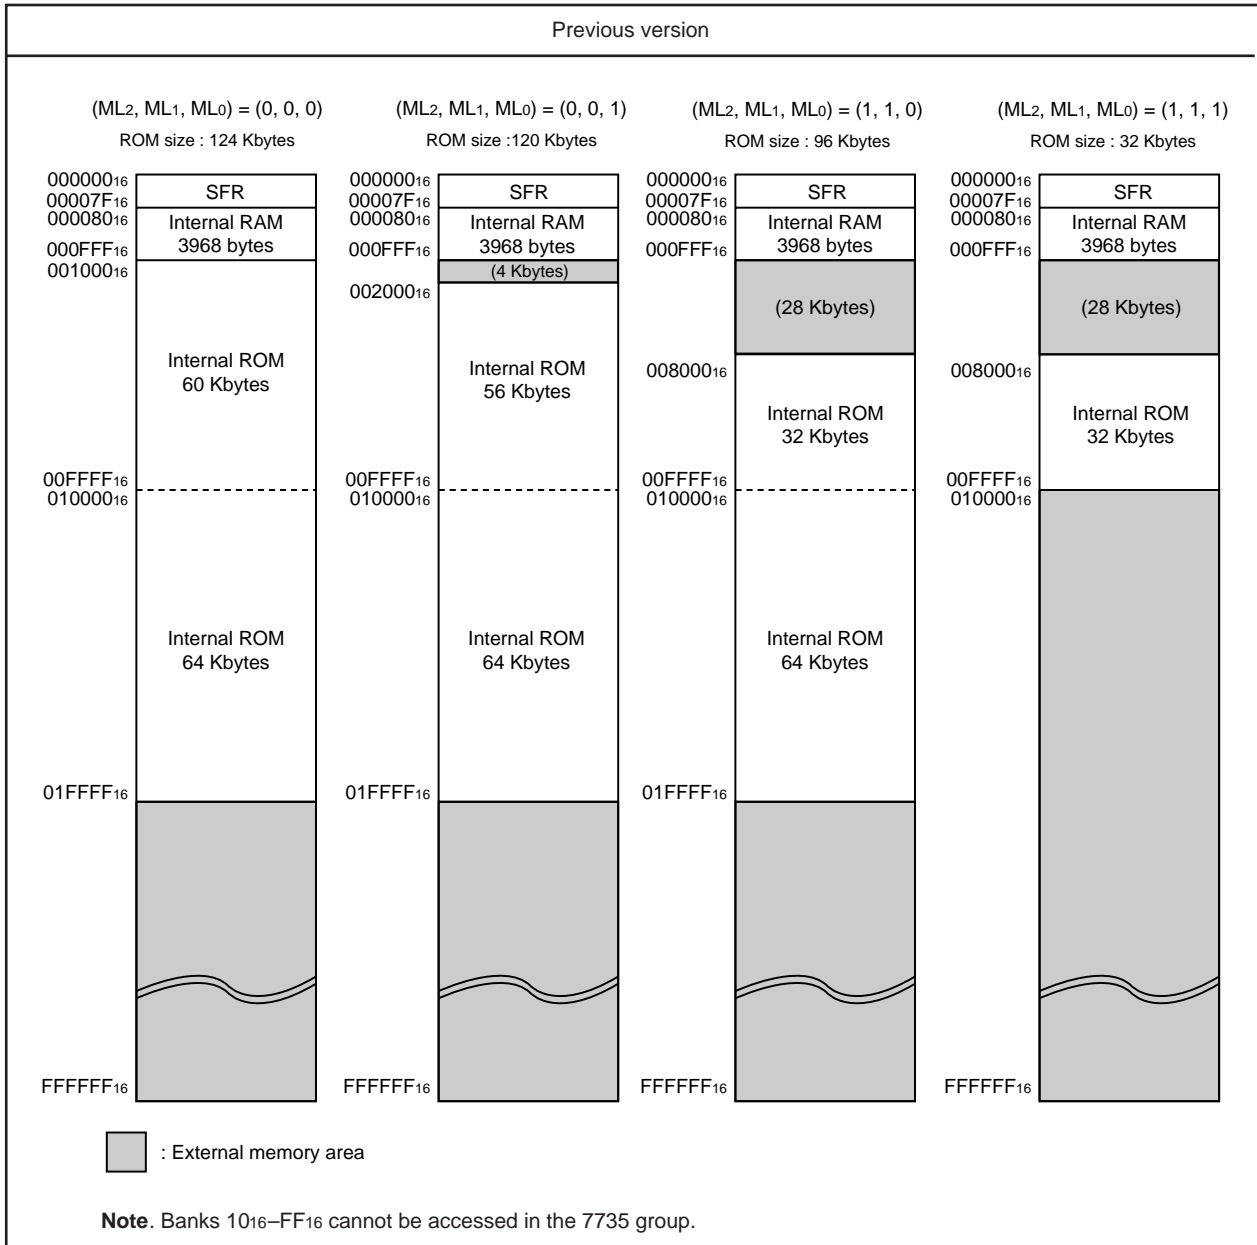 Previous version
(ML2, ML1, ML0) = (0, 0, 0)
ROM size : 124 Kbytes
00000016
00007F16
00008016
000FFF16
00100016
SFR
Internal RAM
3968 bytes
Internal ROM
60 Kbytes
00FFFF16
01000016
Internal ROM
64 Kbytes
01FFFF16
FFFFFF16
(ML2, ML1, ML0) = (0, 0, 1)
ROM size :120 Kbytes
00000016
00007F16
00008016
000FFF16
SFR
Internal RAM
3968 bytes
(4 Kbytes)
00200016
Internal ROM
56 Kbytes
00FFFF16
01000016
Internal ROM
64 Kbytes
01FFFF16
FFFFFF16
(ML2, ML1, ML0) = (1, 1, 0)
ROM size : 96 Kbytes
00000016
00007F16
00008016
000FFF16
SFR
Internal RAM
3968 bytes
(28 Kbytes)
00800016
Internal ROM
32 Kbytes
00FFFF16
01000016
Internal ROM
64 Kbytes
01FFFF16
FFFFFF16
(ML2, ML1, ML0) = (1, 1, 1)
ROM size : 32 Kbytes
00000016
00007F16
00008016
000FFF16
SFR
Internal RAM
3968 bytes
(28 Kbytes)
00800016
Internal ROM
32 Kbytes
00FFFF16
01000016
FFFFFF16
: External memory area
Note. Banks 1016–FF16 cannot be accessed in the 7735 group.